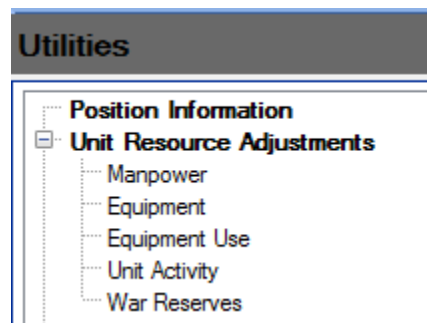 Utilities
Position Information
Unit Resource Adjustments
Manpower
Equipment
Equipment Use
Unit Activity
War Reserves